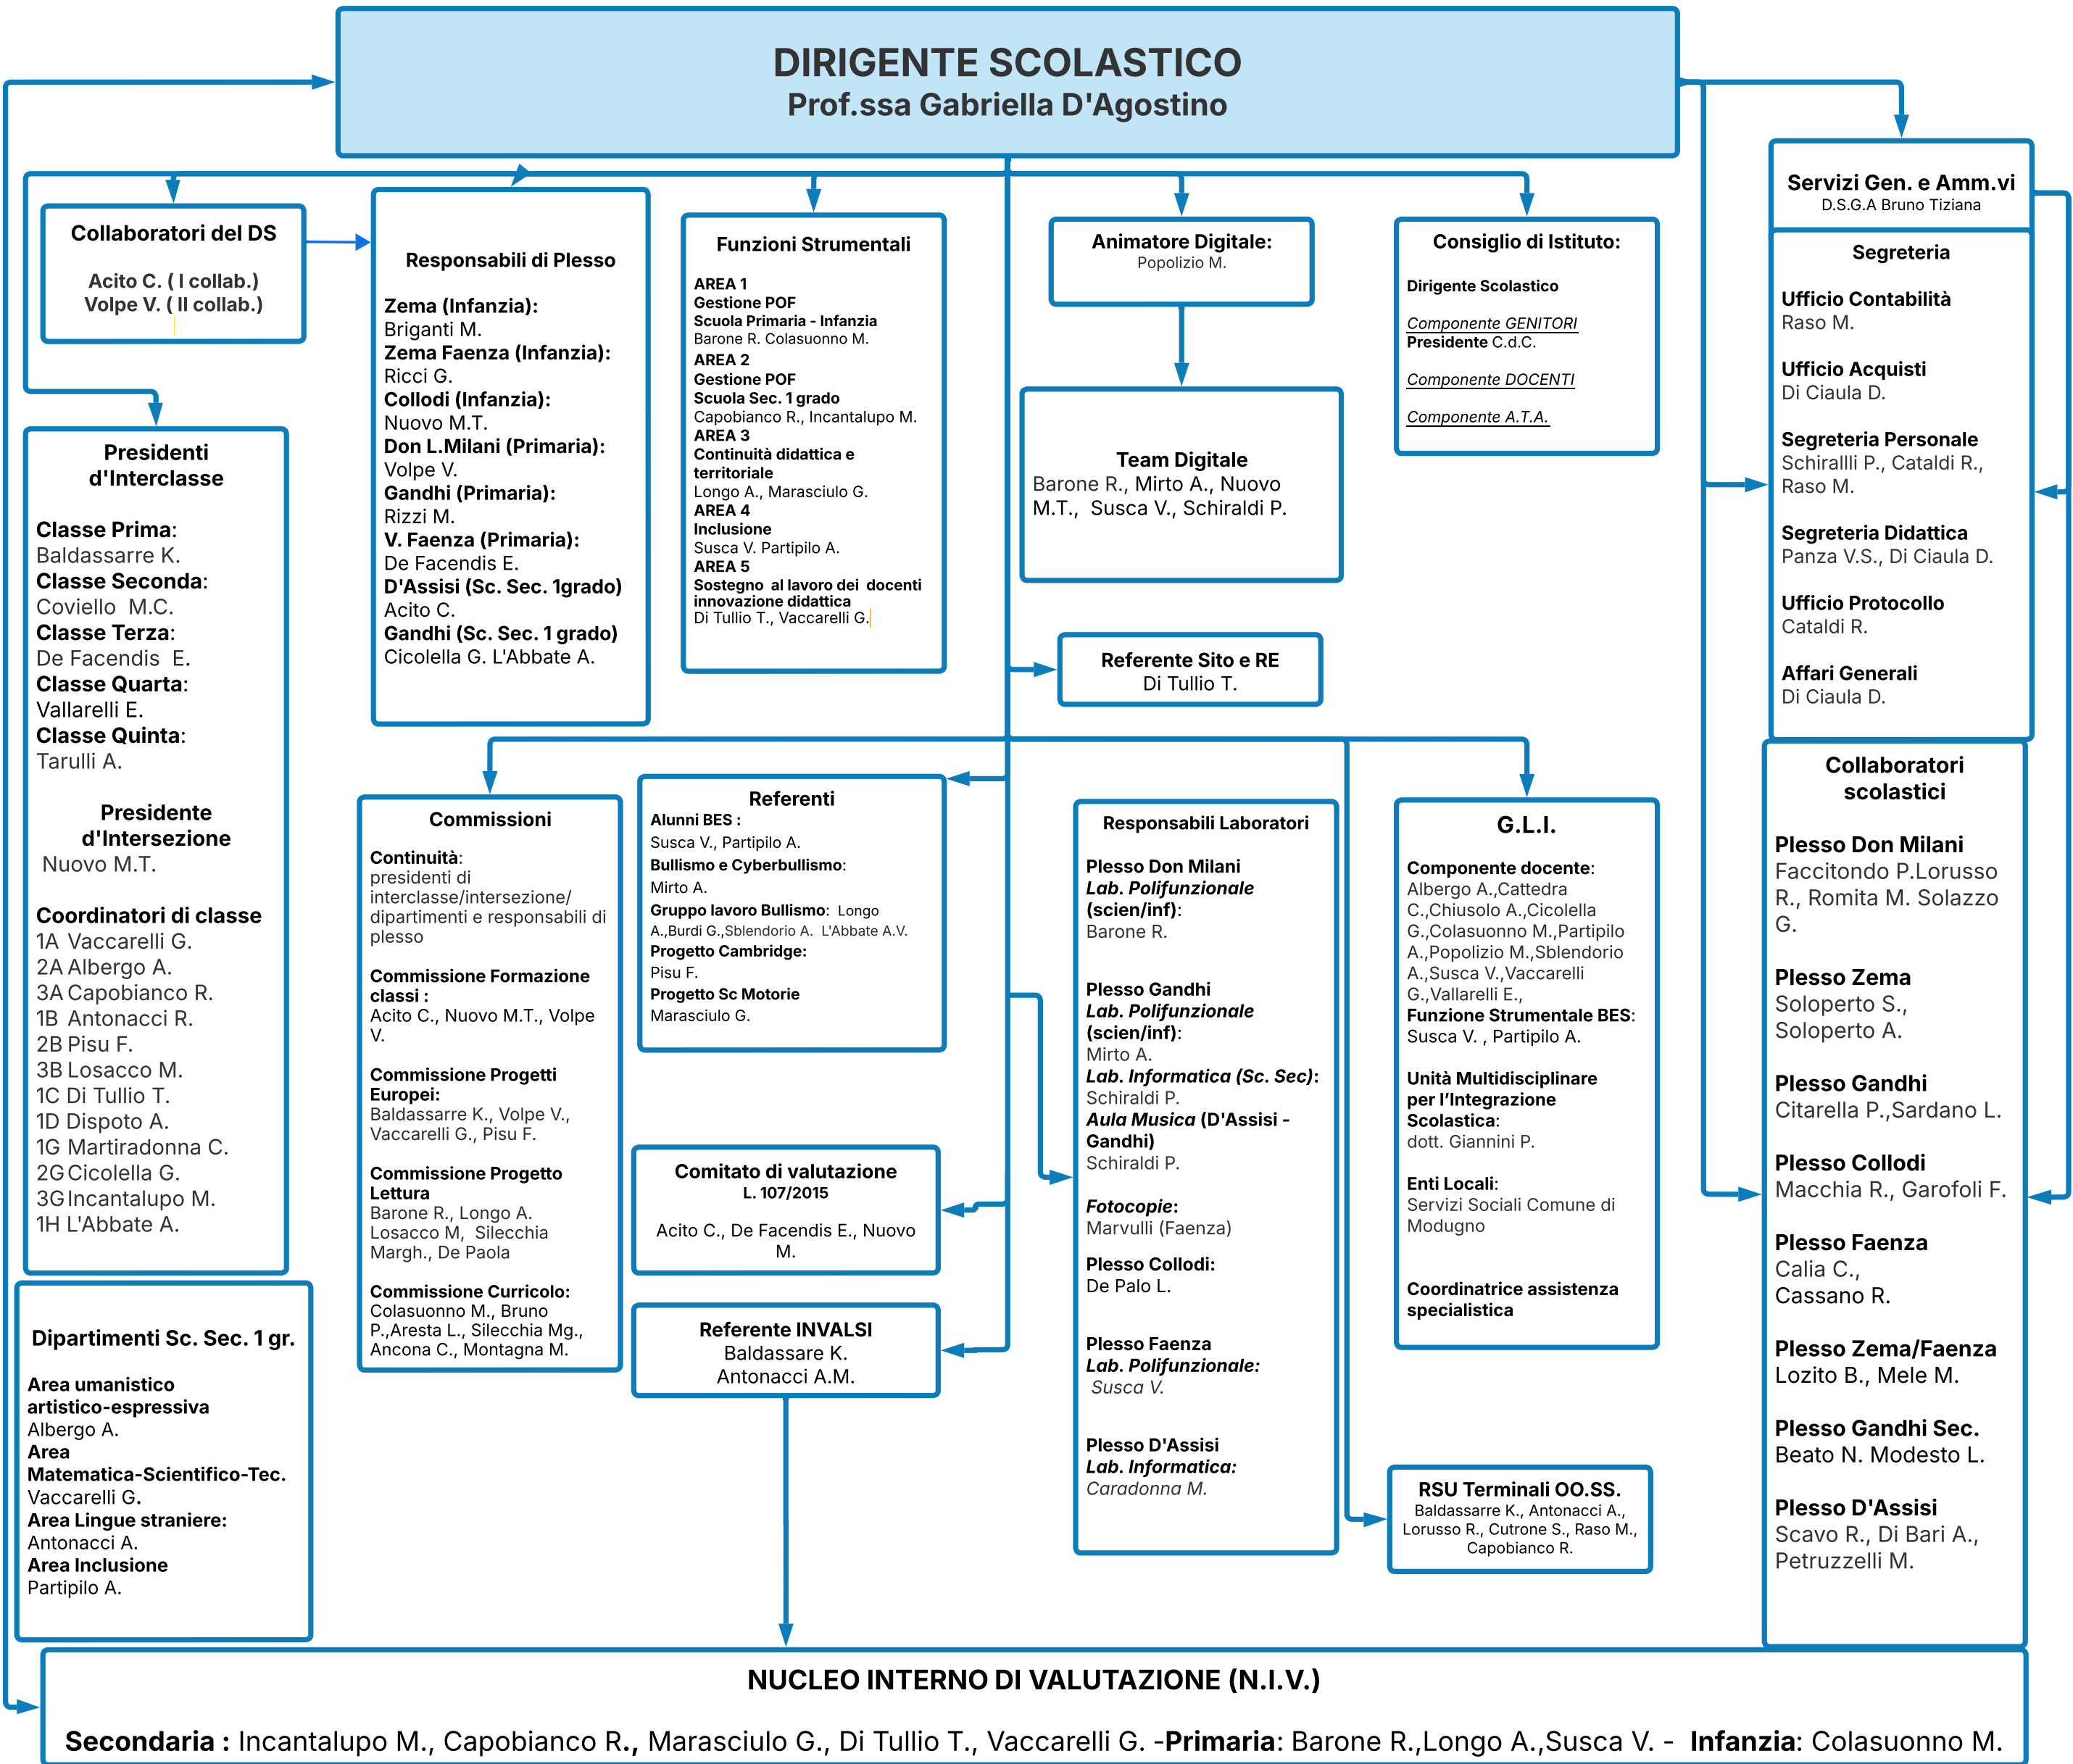 DIRIGENTE SCOLASTICO
Prof.ssa Gabriella D'Agostino
Collaboratori del DS
Acito C. ( I collab.)
Volpe V. ( II collab.)
Presidenti
d'Interclasse
Classe Prima:
Baldassarre K.
Classe Seconda:
Coviello M.C.
Classe Terza:
De Facendis E.
Classe Quarta:
Vallarelli E.
Classe Quinta:
Tarulli A.
Presidente
d'Intersezione
Nuovo M.T.
Coordinatori di classe
1A Vaccarelli G.
2A Albergo A.
3A Capobianco R.
1B Antonacci R.
2B Pisu F.
3B Losacco M.
1C Di Tullio T.
1D Dispoto A.
1G Martiradonna C.
2G Cicolella G.
3G Incantalupo M.
1H L'Abbate A.
Dipartimenti Sc. Sec. 1 gr.
Area umanistico
artistico-espressiva
Albergo A.
Area
Matematica-Scientifico-Tec.
Vaccarelli G.
Area Lingue straniere:
Antonacci A.
Area Inclusione
Partipilo A.
Responsabili di Plesso
Zema (Infanzia):
Briganti M.
Zema Faenza (Infanzia):
Ricci G.
Collodi (Infanzia):
Nuovo M.T.
Don L.Milani (Primaria):
Volpe V.
Gandhi (Primaria):
Rizzi M.
V. Faenza (Primaria):
De Facendis E.
D'Assisi (Sc. Sec. 1grado)
Acito C.
Gandhi (Sc. Sec. 1 grado)
Cicolella G. L'Abbate A.
Funzioni Strumentali
AREA 1
Gestione POF
Scuola Primaria - Infanzia
Barone R. Colasuonno M.
AREA 2
Gestione POF
Scuola Sec. 1 grado
Capobianco R., Incantalupo M.
AREA 3
Continuità didattica e
territoriale
Longo A., Marasciulo G.
AREA 4
Inclusione
Susca V. Partipilo A.
AREA 5
Sostegno al lavoro dei docenti
innovazione didattica
Di Tullio T., Vaccarelli G.
Animatore Digitale:
Popolizio M.
Team Digitale
Barone R., Mirto A., Nuovo
M.T., Susca V., Schiraldi P.
Referente Sito e RE
Di Tullio T.
Consiglio di Istituto:
Dirigente Scolastico
Componente GENITORI
Presidente C.d.C.
Componente DOCENTI
Componente A.T.A.
Servizi Gen. e Amm.vi
D.S.G.A Bruno Tiziana
Segreteria
Ufficio Contabilità
Raso M.
Ufficio Acquisti
Di Ciaula D.
Segreteria Personale
Schirallli P., Cataldi R.,
Raso M.
Segreteria Didattica
Panza V.S., Di Ciaula D.
Ufficio Protocollo
Cataldi R.
Affari Generali
Di Ciaula D.
Commissioni
Continuità:
presidenti di
interclasse/intersezione/
dipartimenti e responsabili di
plesso
Commissione Formazione
classi :
Acito C., Nuovo M.T., Volpe
V.
Commissione Progetti
Europei:
Baldassarre K., Volpe V.,
Vaccarelli G., Pisu F.
Commissione Progetto
Lettura
Barone R., Longo A.
Losacco M, Silecchia
Margh., De Paola
Commissione Curricolo:
Colasuonno M., Bruno
P.,Aresta L., Silecchia Mg.,
Ancona C., Montagna M.
Referenti
Alunni BES :
Susca V., Partipilo A.
Bullismo e Cyberbullismo:
Mirto A.
Gruppo lavoro Bullismo: Longo
A.,Burdi G.,Sblendorio A. L'Abbate A.V.
Progetto Cambridge:
Pisu F.
Progetto Sc Motorie
Marasciulo G.
Comitato di valutazione
L. 107/2015
Acito C., De Facendis E., Nuovo
M.
Referente INVALSI
Baldassare K.
Antonacci A.M.
Responsabili Laboratori
Plesso Don Milani
Lab. Polifunzionale
(scien/inf):
Barone R.
Plesso Gandhi
Lab. Polifunzionale
(scien/inf):
Mirto A.
Lab. Informatica (Sc. Sec):
Schiraldi P.
Aula Musica (D'Assisi -
Gandhi)
Schiraldi P.
Fotocopie:
Marvulli (Faenza)
Plesso Collodi:
De Palo L.
Plesso Faenza
Lab. Polifunzionale:
Susca V.
Plesso D'Assisi
Lab. Informatica:
Caradonna M.
G.L.I.
Componente docente:
Albergo A.,Cattedra
C.,Chiusolo A.,Cicolella
G.,Colasuonno M.,Partipilo
A.,Popolizio M.,Sblendorio
A.,Susca V.,Vaccarelli
G.,Vallarelli E.,
Funzione Strumentale BES:
Susca V. , Partipilo A.
Unità Multidisciplinare
per l’Integrazione
Scolastica:
dott. Giannini P.
Enti Locali:
Servizi Sociali Comune di
Modugno
Coordinatrice assistenza
specialistica
RSU Terminali OO.SS.
Baldassarre K., Antonacci A.,
Lorusso R., Cutrone S., Raso M.,
Capobianco R.
Collaboratori
scolastici
Plesso Don Milani
Faccitondo P.Lorusso
R., Romita M. Solazzo
G.
Plesso Zema
Soloperto S.,
Soloperto A.
Plesso Gandhi
Citarella P.,Sardano L.
Plesso Collodi
Macchia R., Garofoli F.
Plesso Faenza
Calia C.,
Cassano R.
Plesso Zema/Faenza
Lozito B., Mele M.
Plesso Gandhi Sec.
Beato N. Modesto L.
Plesso D'Assisi
Scavo R., Di Bari A.,
Petruzzelli M.
NUCLEO INTERNO DI VALUTAZIONE (N.I.V.)
Secondaria : Incantalupo M., Capobianco R., Marasciulo G., Di Tullio T., Vaccarelli G. -Primaria: Barone R.,Longo A.,Susca V. - Infanzia: Colasuonno M.